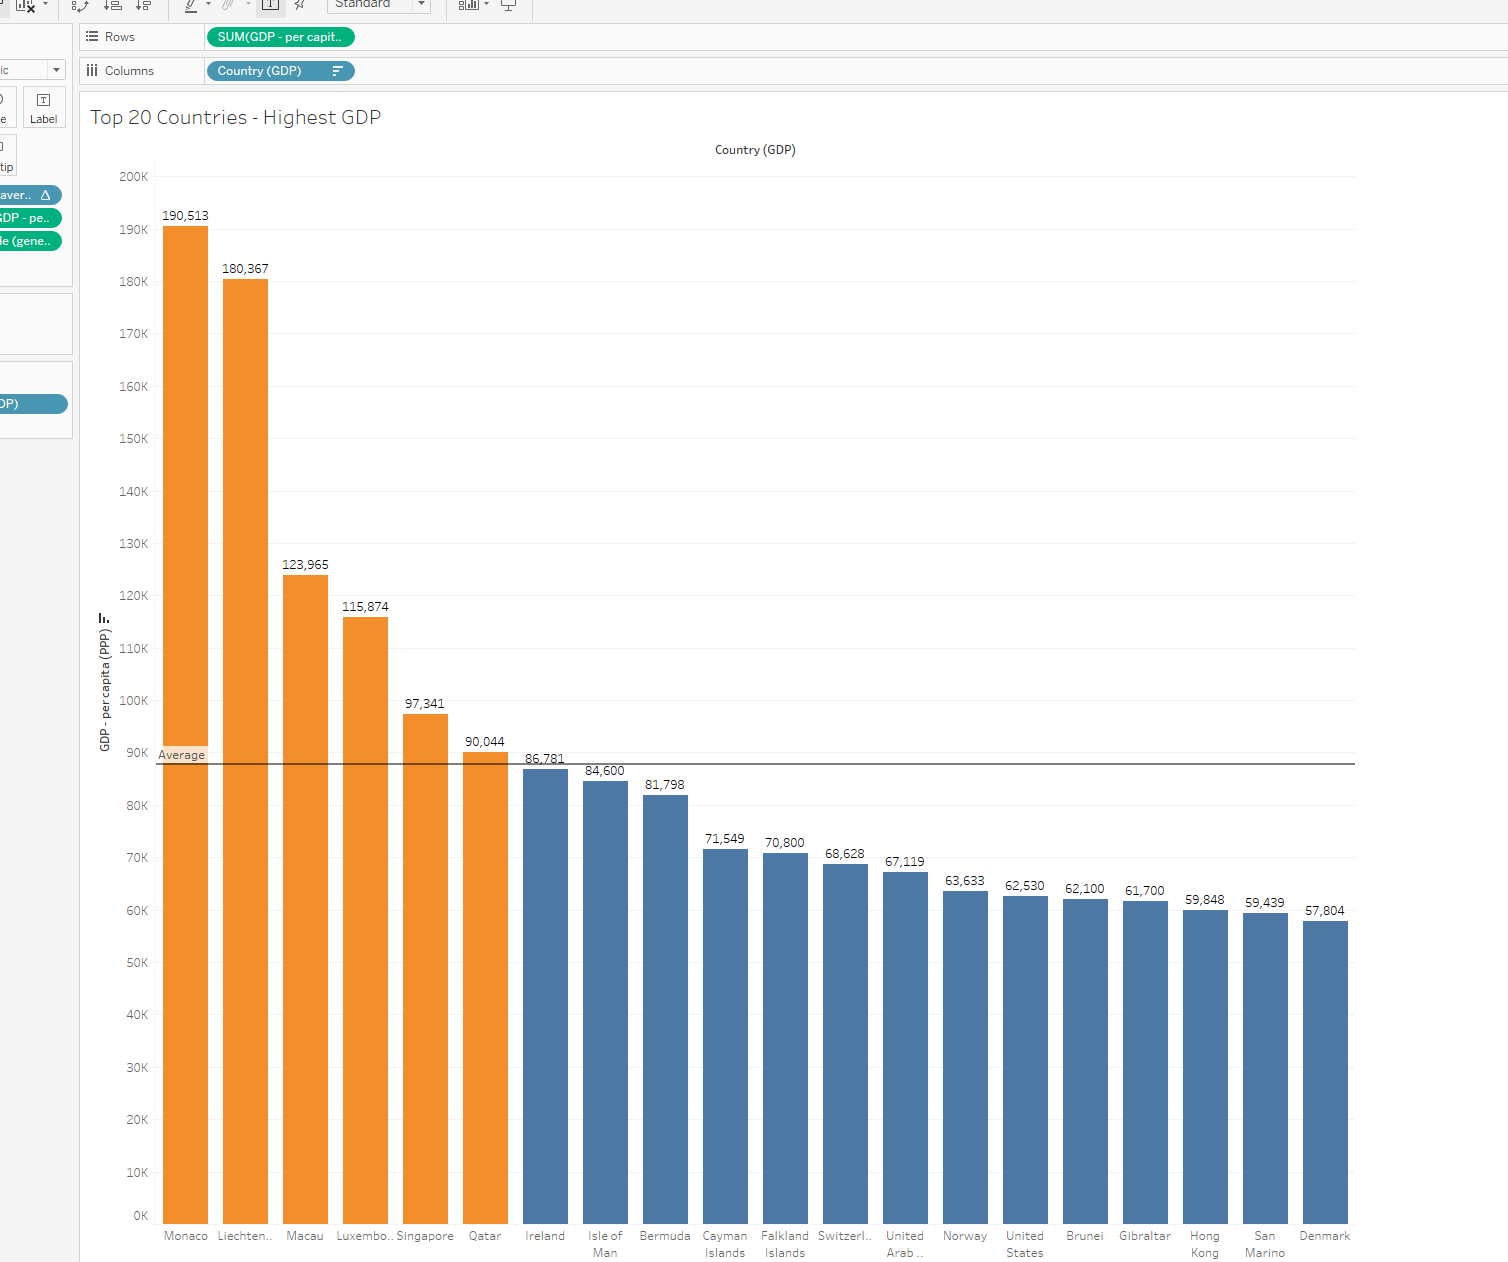 Standard
Rows
SUM(GDP - per capit..
Columns
Country (GDP)
ic
e
Label
tip
aver..
GDP - pe..
le (gene..
DP)
Top 20 Countries - Highest GDP
Country (GDP)
GDP - per capita (PPP)
200K
190K
180K
170K
160K
150K
140K
130K
120K
110K
100K
90K
80K
70K
60K
50K
40K
30K
20K
10K
0K
Average
190,513
180,367
123,965
115,874
97,341
90,044
86,781
84,600
81,798
71,549
70,800
68,628
67,119
63,633
62,530
62,100
61,700
59,848
59,439
57,804
Monaco
Liechten..
Macau
Luxembo..
Singapore
Qatar
Ireland
Isle of
Man
Bermuda
Cayman
Islands
Falkland
Islands
Switzerl..
United
Arab ..
Norway
United
States
Brunei
Gibraltar
Hong
Kong
San
Marino
Denmark